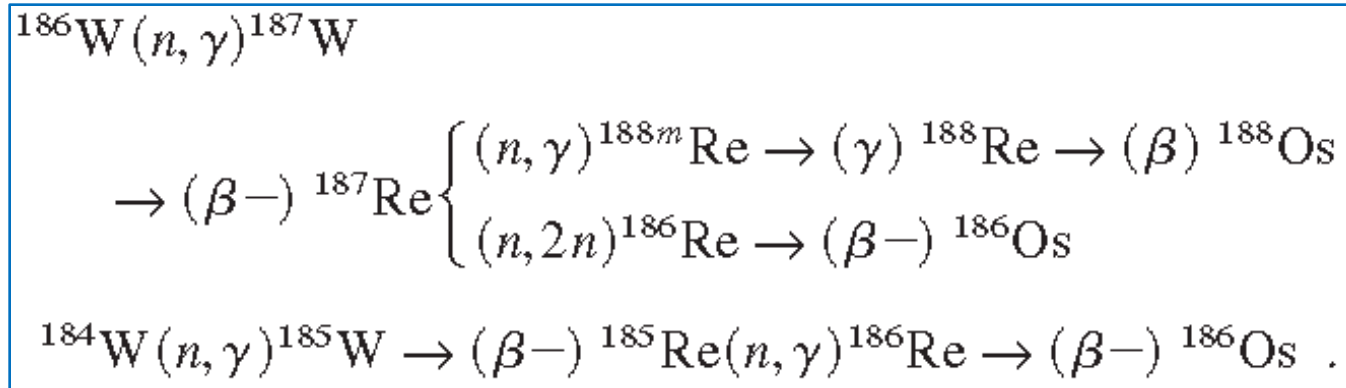 ¹⁸⁶W(n, γ)¹⁸⁷W
→ (β−) ¹⁸⁷Re { (n, γ)¹⁸⁸ᵐRe → (γ) ¹⁸⁸Re → (β) ¹⁸⁸Os
(n, 2n)¹⁸⁶Re → (β−) ¹⁸⁶Os
¹⁸⁴W(n, γ)¹⁸⁵W → (β−) ¹⁸⁵Re(n, γ)¹⁸⁶Re → (β−) ¹⁸⁶Os .